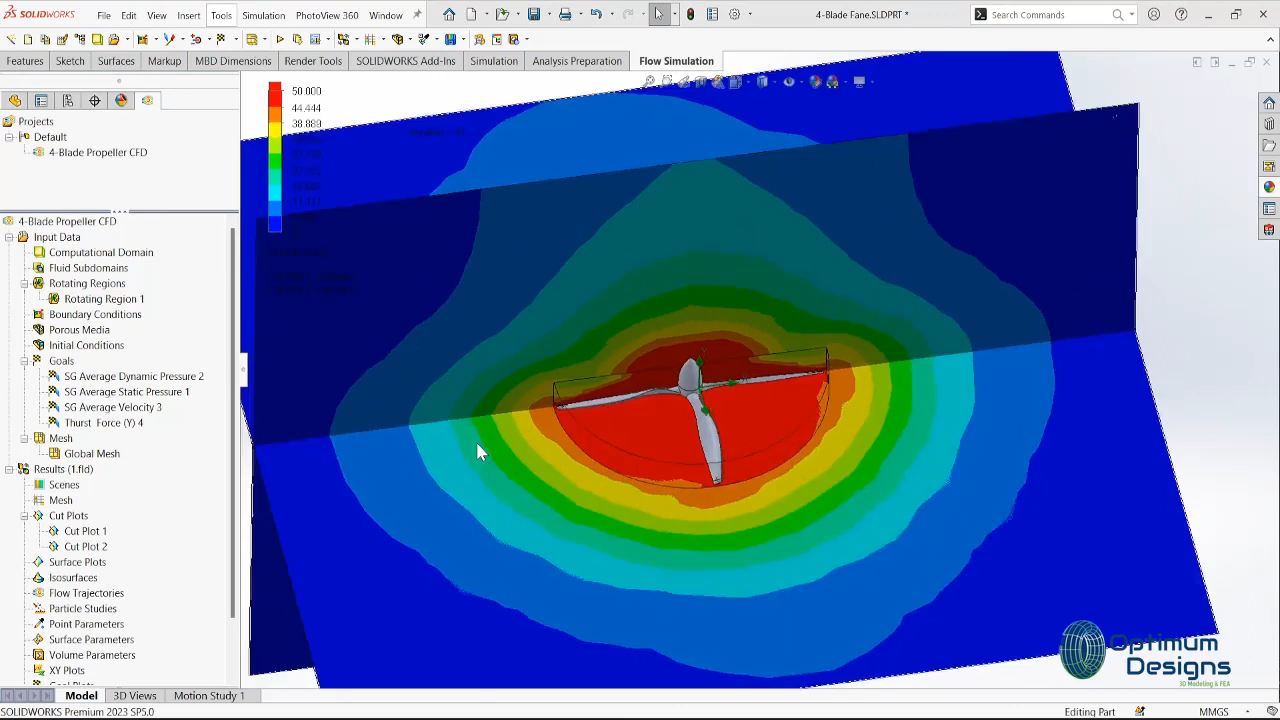 SOLIDWORKS File Edit View Insert Tools Simulation PhotoView 360 Window 4-Blade Fane.SLDPRT * Search Commands
Features Sketch Surfaces Markup MBD Dimensions Render Tools SOLIDWORKS Add-Ins Simulation Analysis Preparation Flow Simulation
50.000
44.444
38.880
Projects
Default
4-Blade Propeller CFD
4-Blade Propeller CFD
Input Data
Computational Domain
Fluid Subdomains
Rotating Regions
Rotating Region 1
Boundary Conditions
Porous Media
Initial Conditions
Goals
SG Average Dynamic Pressure 2
SG Average Static Pressure 1
SG Average Velocity 3
Thurst Force (Y) 4
Mesh
Global Mesh
Results (1.fld)
Scenes
Mesh
Cut Plots
Cut Plot 1
Cut Plot 2
Surface Plots
Isosurfaces
Flow Trajectories
Particle Studies
Point Parameters
Surface Parameters
Volume Parameters
XY Plots
Optimum
Designs
3D Modeling & FEA
Model 3D Views Motion Study 1
SOLIDWORKS Premium 2023 SP5.0 Editing Part MMGS